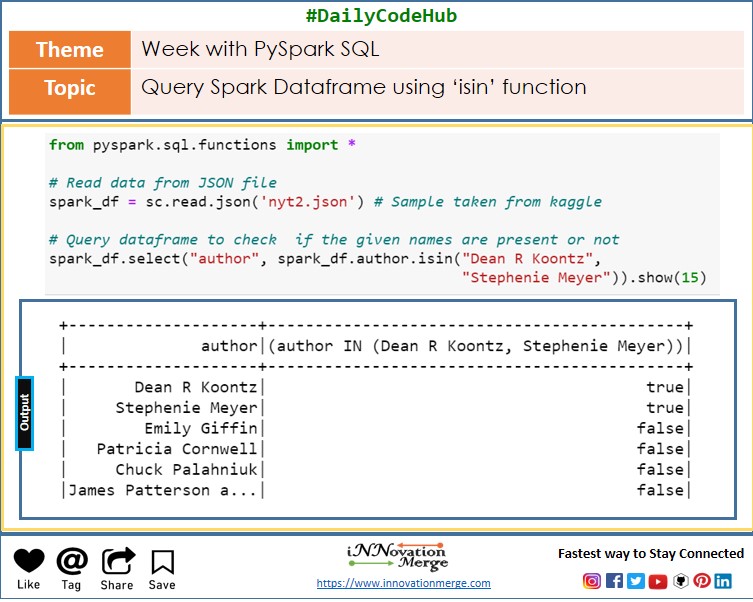 #DailyCodeHub
Theme
Week with PySpark SQL
Topic
Query Spark Dataframe using ‘isin’ function
from pyspark.sql.functions import *
# Read data from JSON file
spark_df = sc.read.json('nyt2.json') # Sample taken from kaggle
# Query dataframe to check  if the given names are present or not
spark_df.select("author", spark_df.author.isin("Dean R Koontz",
"Stephenie Meyer")).show(15)
Output
+-------------------+------------------------------------------+
|             author|(author IN (Dean R Koontz, Stephenie Meyer))|
+-------------------+------------------------------------------+
|      Dean R Koontz|                                      true|
|    Stephenie Meyer|                                      true|
|       Emily Giffin|                                     false|
|  Patricia Cornwell|                                     false|
|    Chuck Palahniuk|                                     false|
|James Patterson a...|                                     false|
Like
Tag
Share
Save
iNNovation
Merge
https://www.innovationmerge.com
Fastest way to Stay Connected